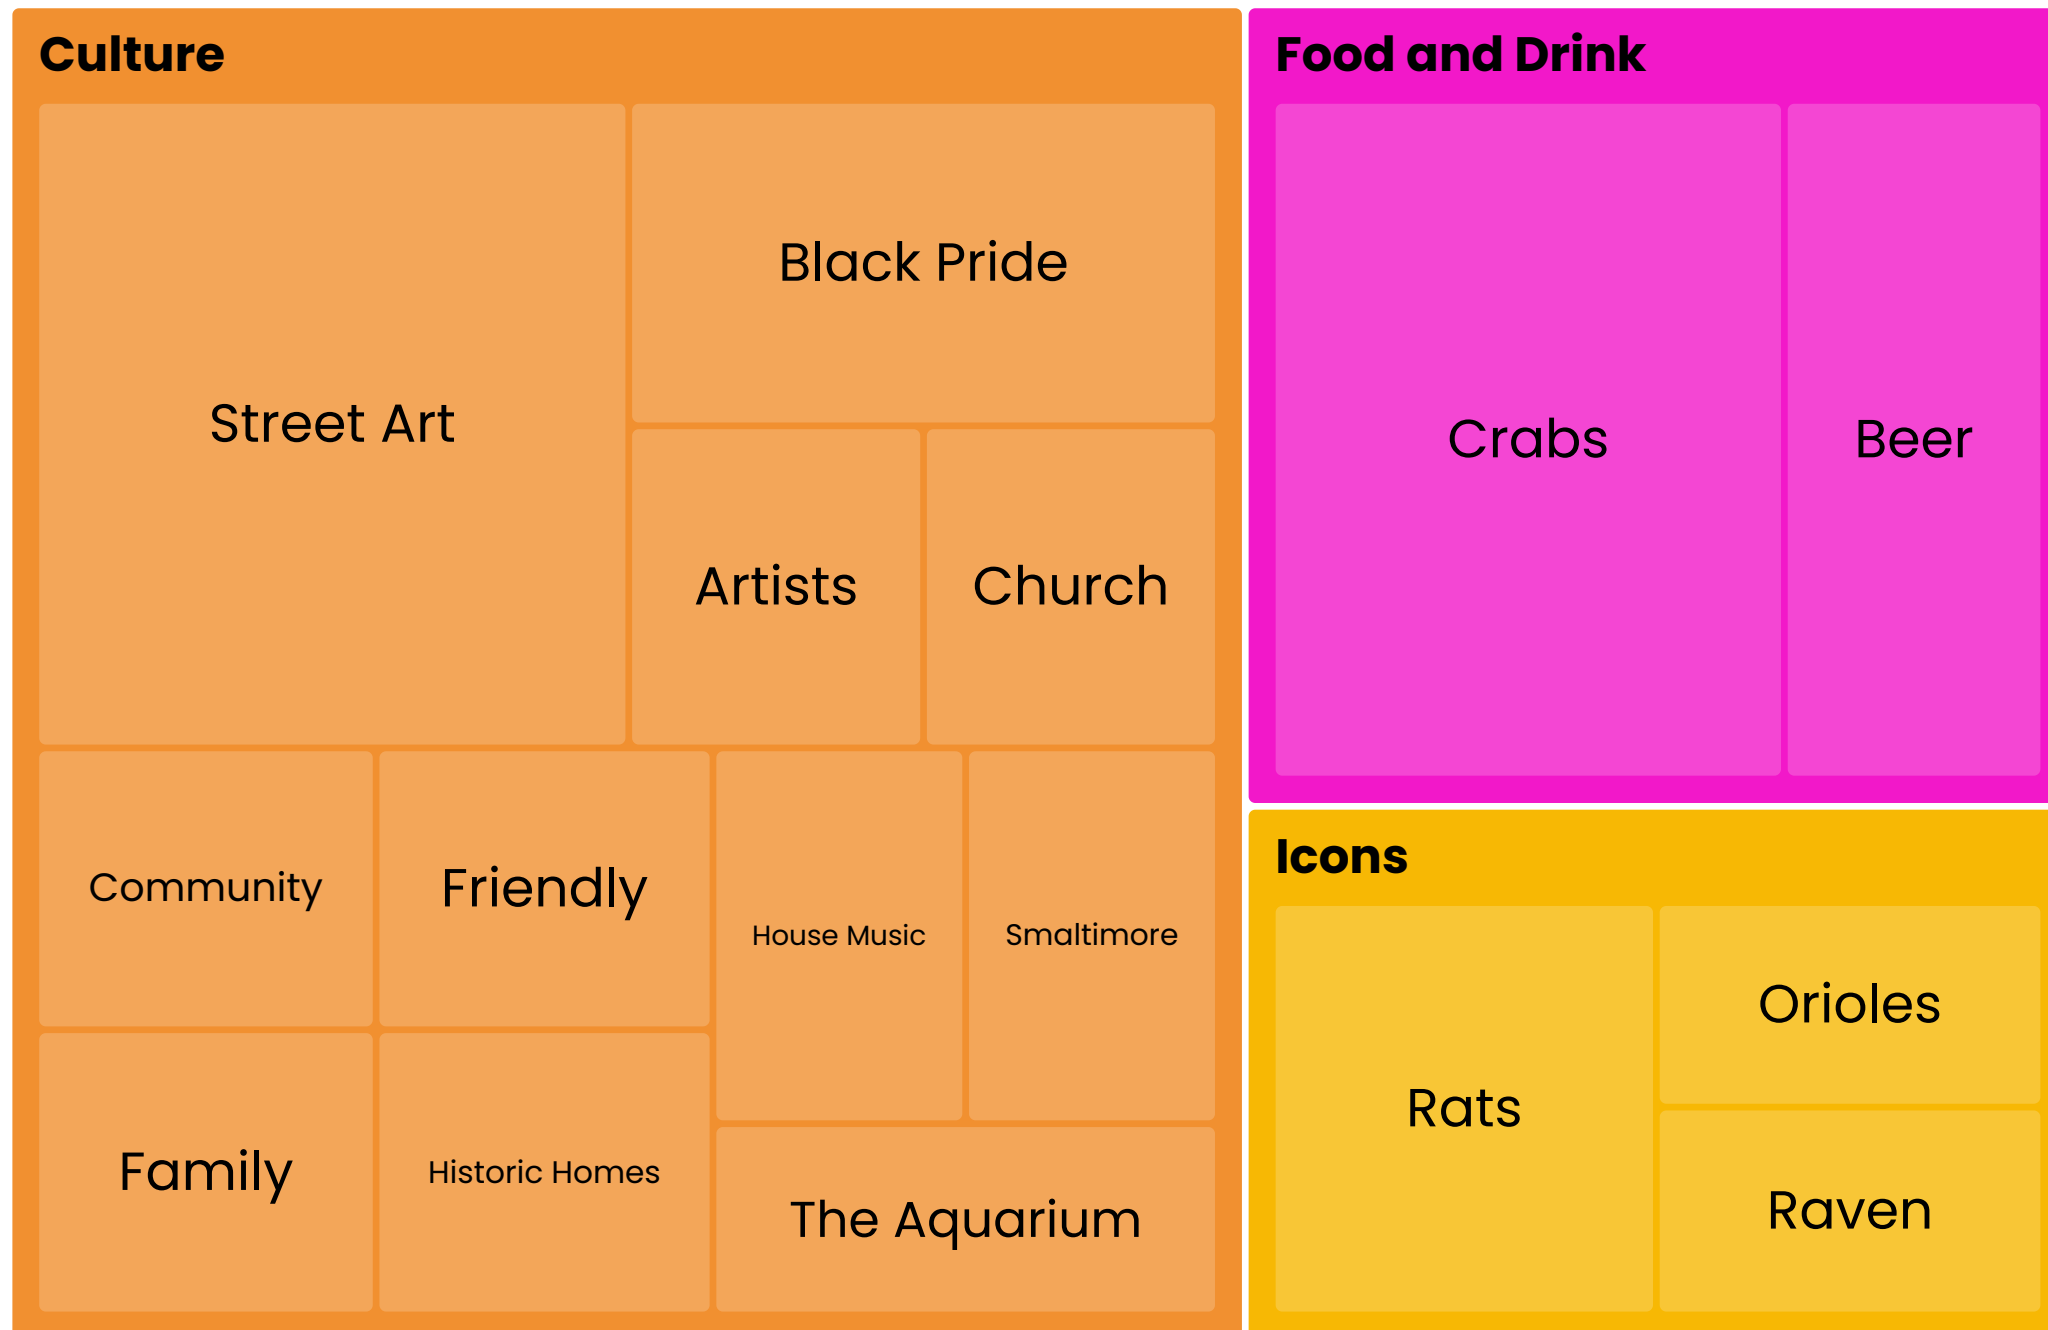 Culture
Street Art
Black Pride
Artists
Church
Community
Friendly
House Music
Smaltimore
Family
Historic Homes
The Aquarium
Food and Drink
Crabs
Beer
Icons
Rats
Orioles
Raven